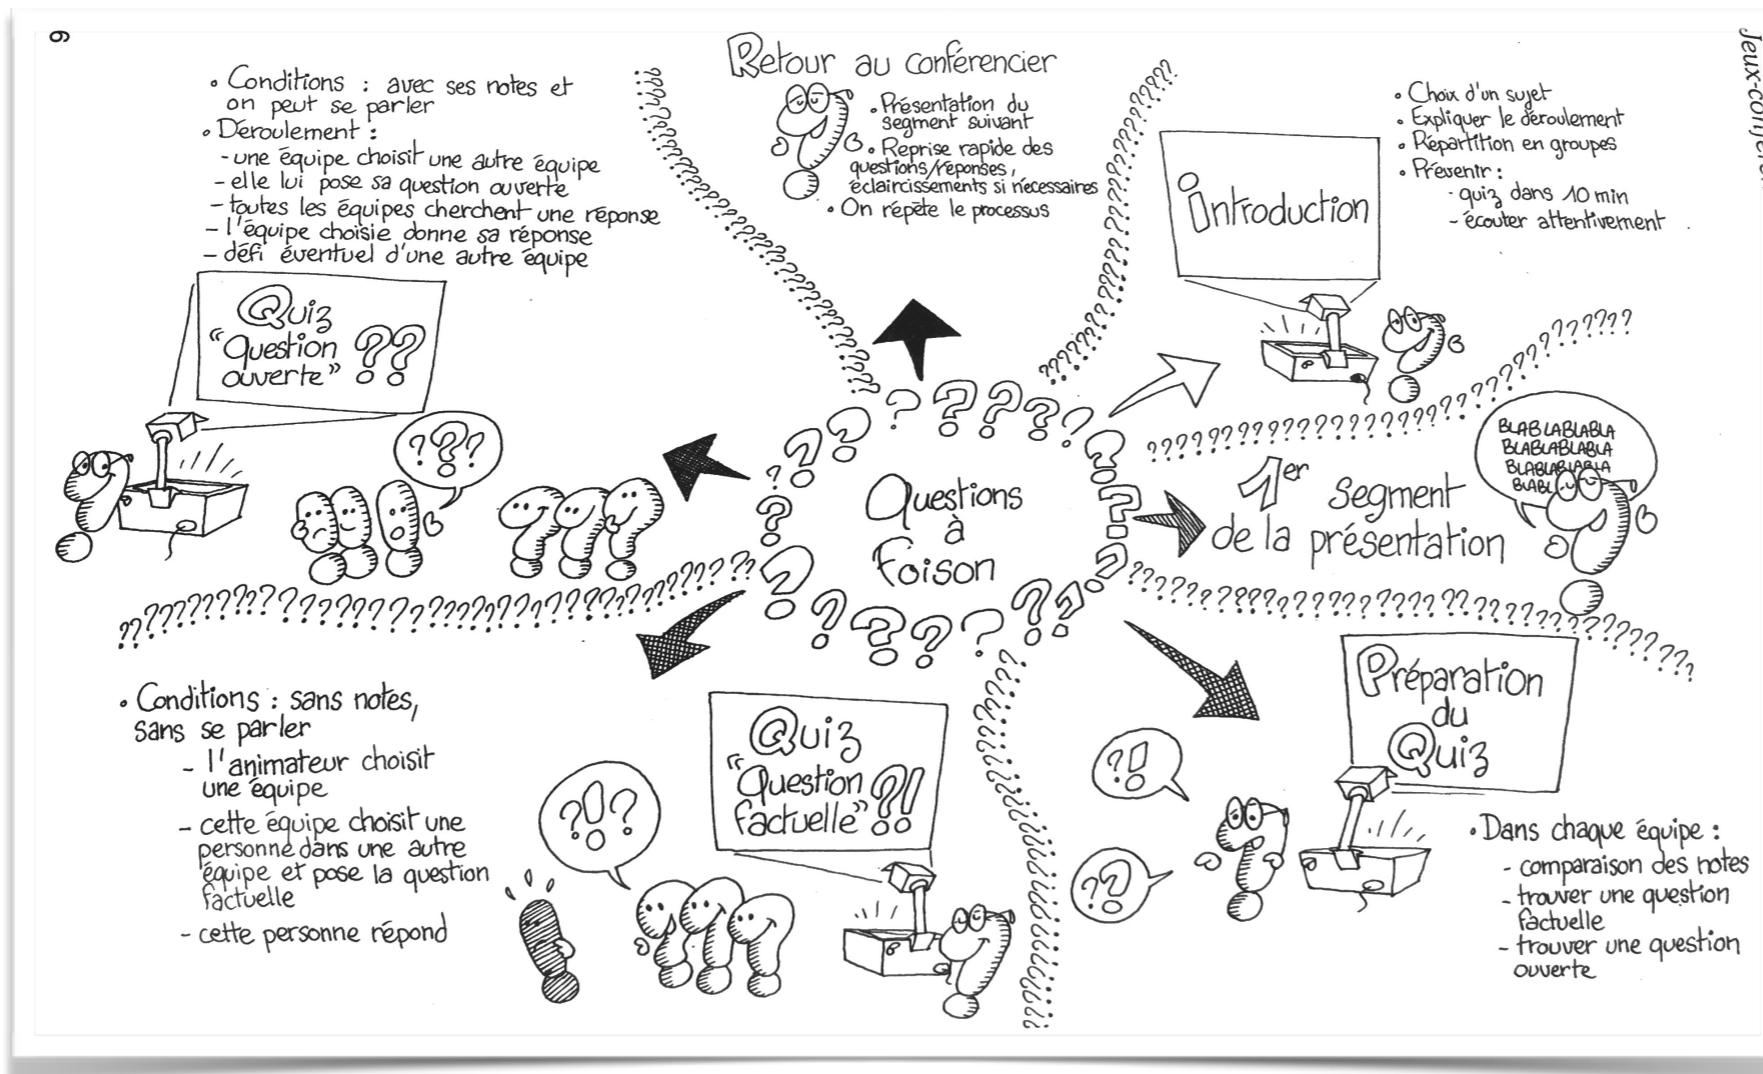 6
Jeux-confér
Questions
à
Foison
Introduction
• Choix d'un sujet
• Expliquer le déroulement
• Répartition en groupes
• Prévenir :
- quiz dans 10 min
- écouter attentivement
1er segment
de la présentation
BLABLABLABLA
BLABLABLABLA
BLABLABLABLA
BLABL
Préparation
du
Quiz
?!
??
• Dans chaque équipe :
- comparaison des notes
- trouver une question
factuelle
- trouver une question
ouverte
Quiz
"Question
factuelle" ?!
?!?
• Conditions : sans notes,
sans se parler
- l'animateur choisit
une équipe
- cette équipe choisit une
personne dans une autre
équipe et pose la question
factuelle
- cette personne répond
Quiz
"Question
ouverte" ??
???
• Conditions : avec ses notes et
on peut se parler
• Déroulement :
- une équipe choisit une autre équipe
- elle lui pose sa question ouverte
- toutes les équipes cherchent une réponse
- l'équipe choisie donne sa réponse
- défi éventuel d'une autre équipe
Retour au conférencier
• Présentation du
segment suivant
• Reprise rapide des
questions/réponses,
éclaircissements si nécessaires
• On répète le processus